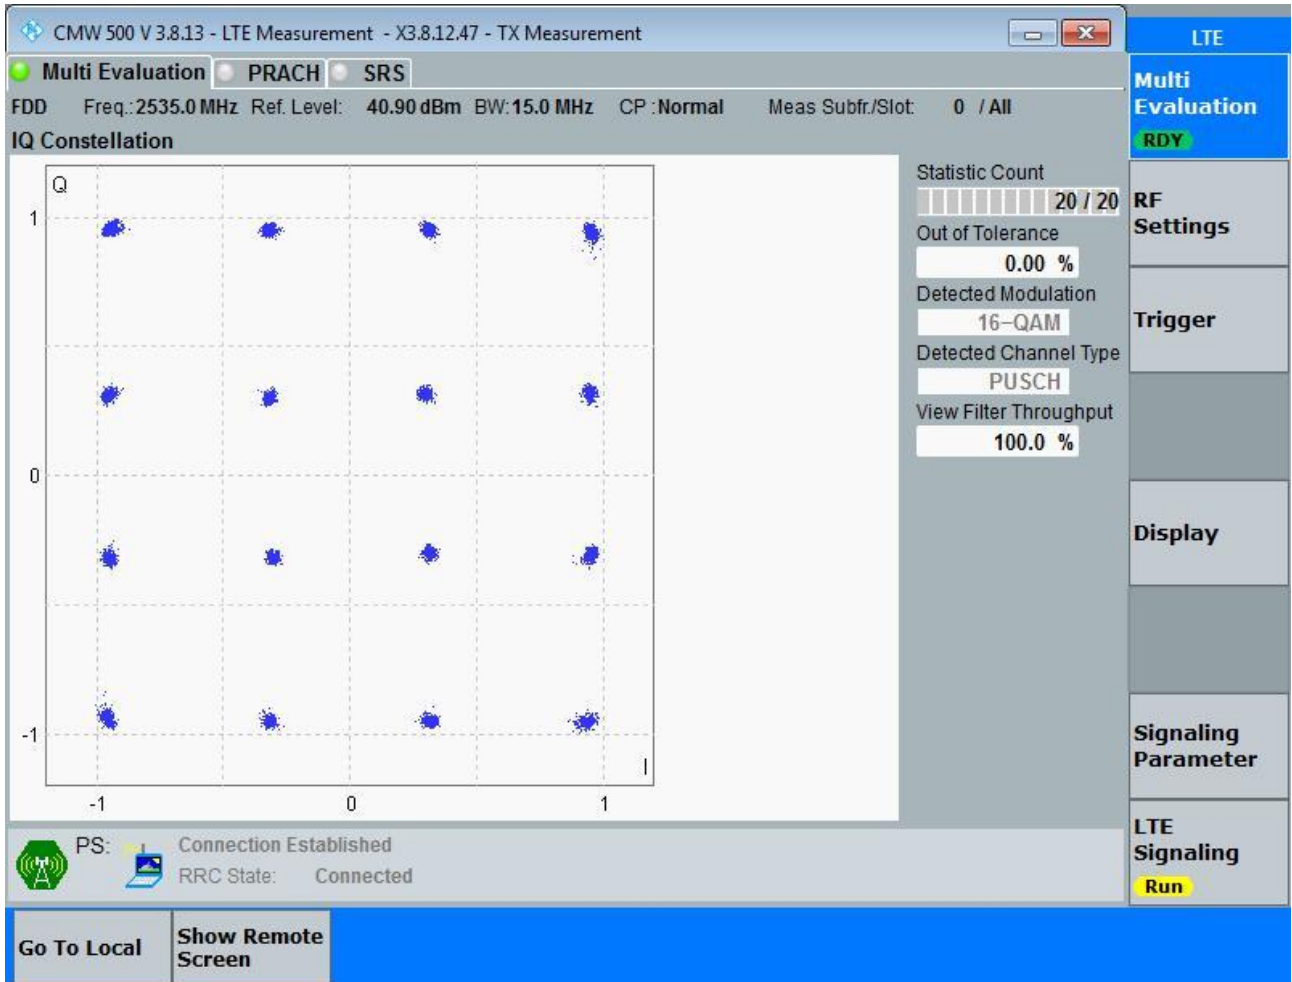 CMW 500 V 3.8.13 - LTE Measurement - X3.8.12.47 - TX Measurement
LTE
Multi Evaluation PRACH SRS
Multi
Evaluation
RDY
FDD Freq.: 2535.0 MHz Ref. Level: 40.90 dBm BW: 15.0 MHz CP : Normal Meas Subfr./Slot: 0 / All
IQ Constellation
Q
1
0
-1
I
-1 0 1
Statistic Count
20 / 20
Out of Tolerance
0.00 %
Detected Modulation
16-QAM
Detected Channel Type
PUSCH
View Filter Throughput
100.0 %
RF
Settings
Trigger
Display
Signaling
Parameter
LTE
Signaling
Run
PS: Connection Established
RRC State: Connected
Go To Local
Show Remote
Screen